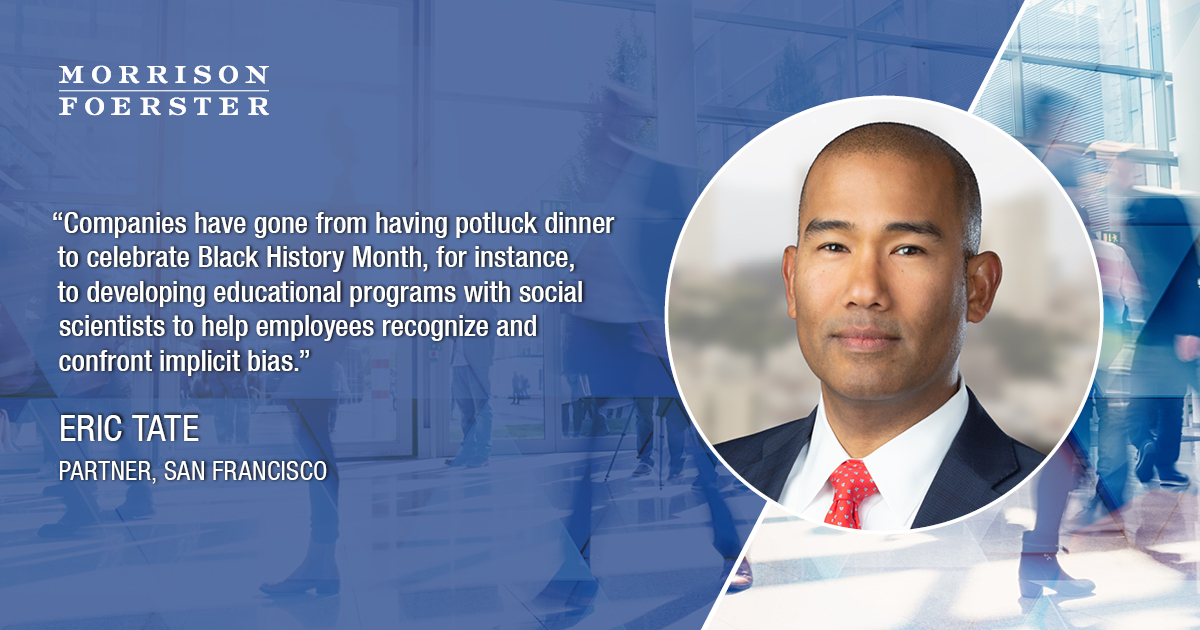 MORRISON
FOERSTER
“Companies have gone from having potluck dinner
to celebrate Black History Month, for instance,
to developing educational programs with social
scientists to help employees recognize and
confront implicit bias.”
ERIC TATE
PARTNER, SAN FRANCISCO